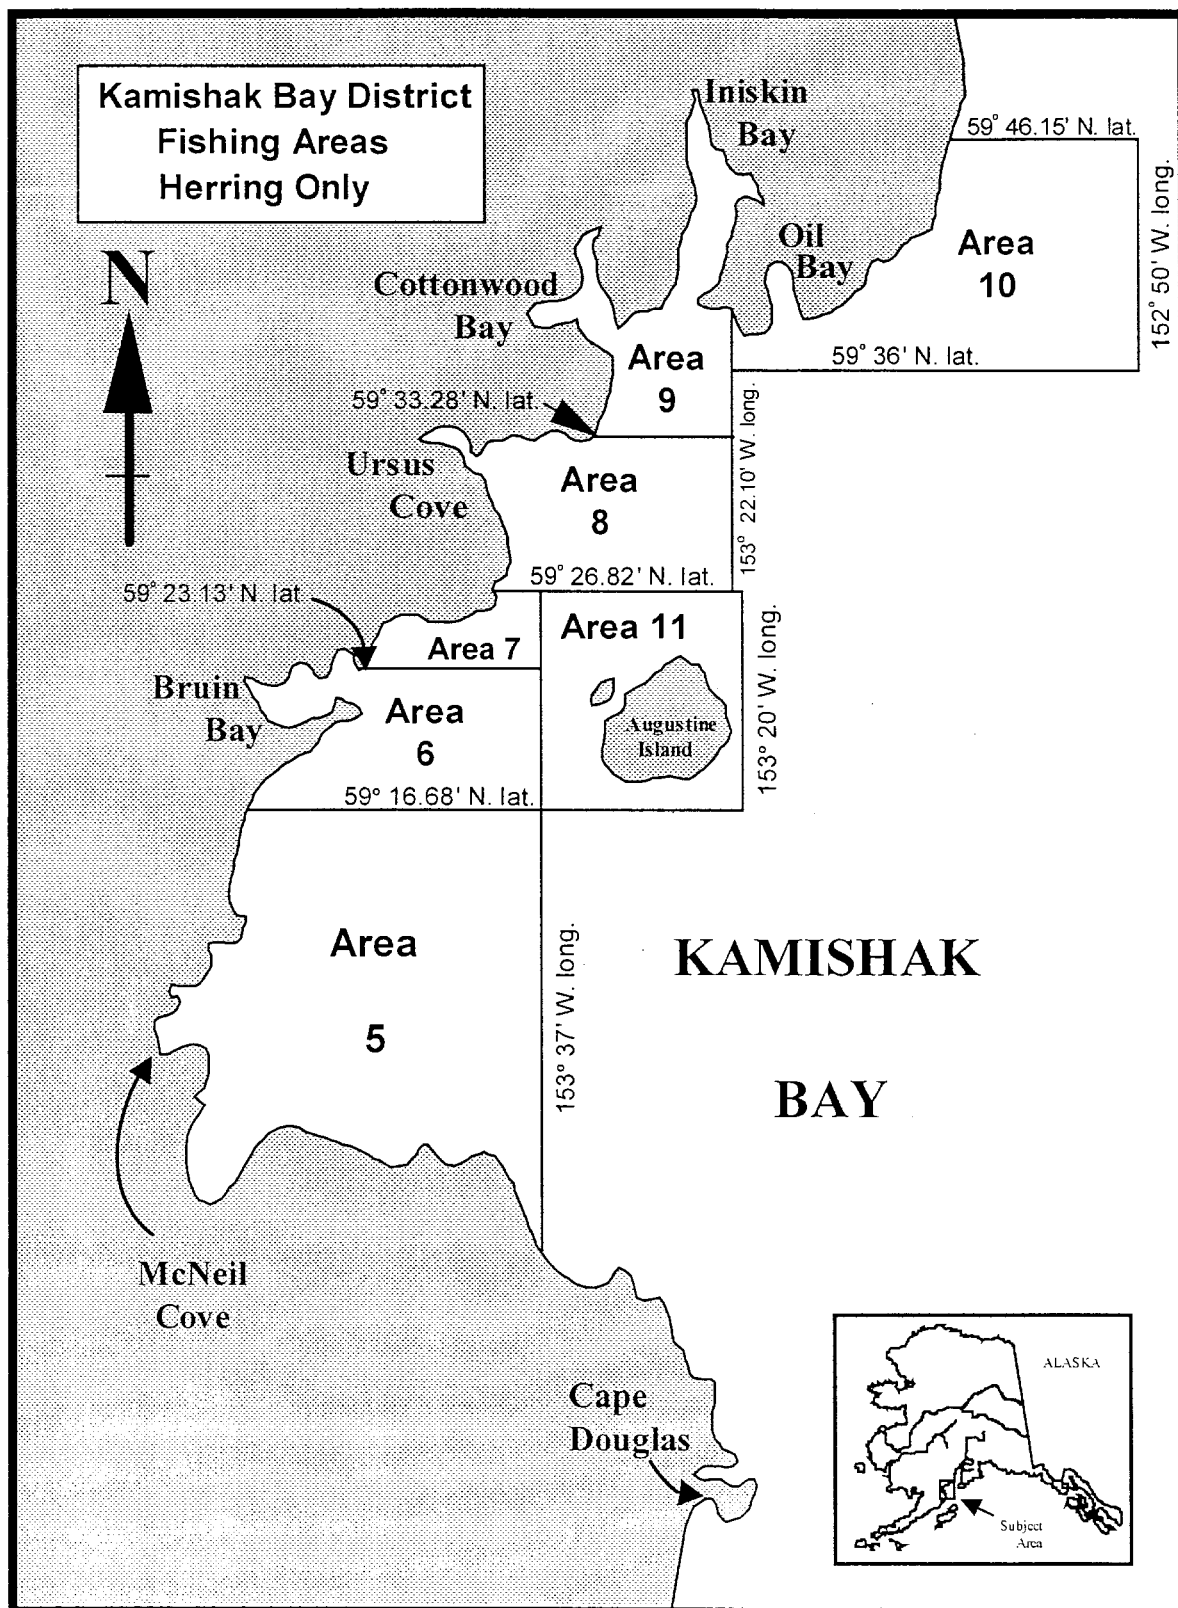 Kamishak Bay District
Fishing Areas
Herring Only
N
Iniskin
Bay
59° 46.15' N. lat.
152° 50' W. long.
Oil
Bay
Area
10
Cottonwood
Bay
Area
9
59° 36' N. lat.
59° 33.28' N. lat.
Ursus
Cove
Area
8
153° 22.10' W. long.
59° 26.82' N. lat.
59° 23.13' N. lat
Area 7
Area 11
153° 20' W. long.
Bruin
Bay
Area
6
Augustine
Island
59° 16.68' N. lat.
Area
5
153° 37' W. long.
KAMISHAK
BAY
McNeil
Cove
Cape
Douglas
ALASKA
Subject
Area